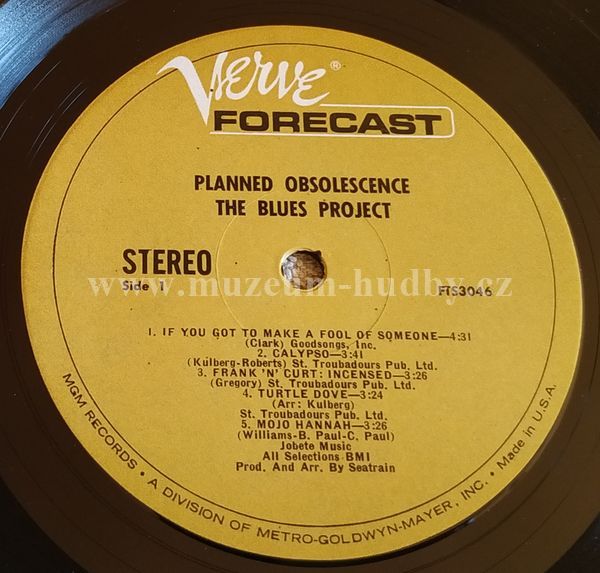 Verve®
FORECAST
PLANNED OBSOLESCENCE
THE BLUES PROJECT
STEREO
Side 1
FTS3046
www.muzeum-hudby.cz
1. IF YOU GOT TO MAKE A FOOL OF SOMEONE—4:31
(Clark) Goodsongs, Inc.
2. CALYPSO—3:41
(Kulberg-Roberts) St. Troubadours Pub. Ltd.
3. FRANK 'N' CURT: INCENSED—3:26
(Gregory) St. Troubadours Pub. Ltd.
4. TURTLE DOVE—3:24
(Arr: Kulberg)
St. Troubadours Pub. Ltd.
5. MOJO HANNAH—3:26
(Williams-B. Paul-C. Paul)
Jobete Music
All Selections BMI
Prod. And Arr. By Seatrain
MGM RECORDS • A DIVISION OF METRO-GOLDWYN-MAYER, INC. • Made in U.S.A.